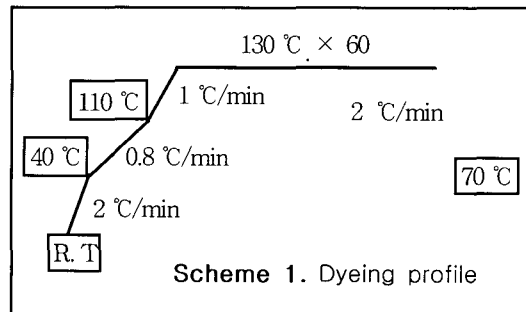 130 ℃ × 60
110 ℃
1 ℃/min
2 ℃/min
40 ℃
0.8 ℃/min
70 ℃
2 ℃/min
R. T
Scheme 1. Dyeing profile